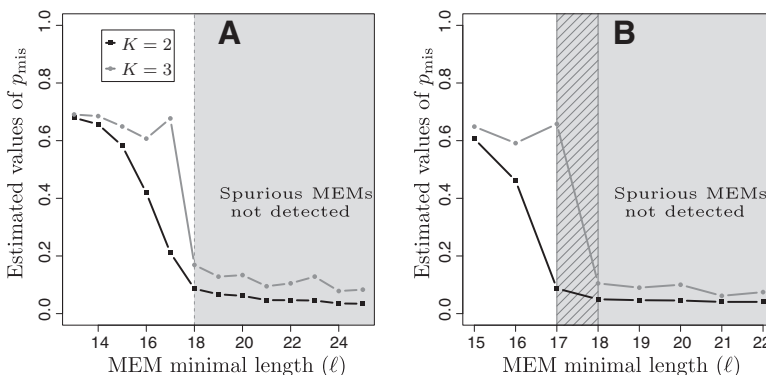 A
K = 2
K = 3
Estimated values of p_mis
1.0
0.8
0.6
0.4
0.2
0.0
Spurious MEMs
not detected
14 16 18 20 22 24
MEM minimal length (ℓ)
B
Estimated values of p_mis
1.0
0.8
0.6
0.4
0.2
0.0
Spurious MEMs
not detected
15 16 17 18 19 20 21 22
MEM minimal length (ℓ)